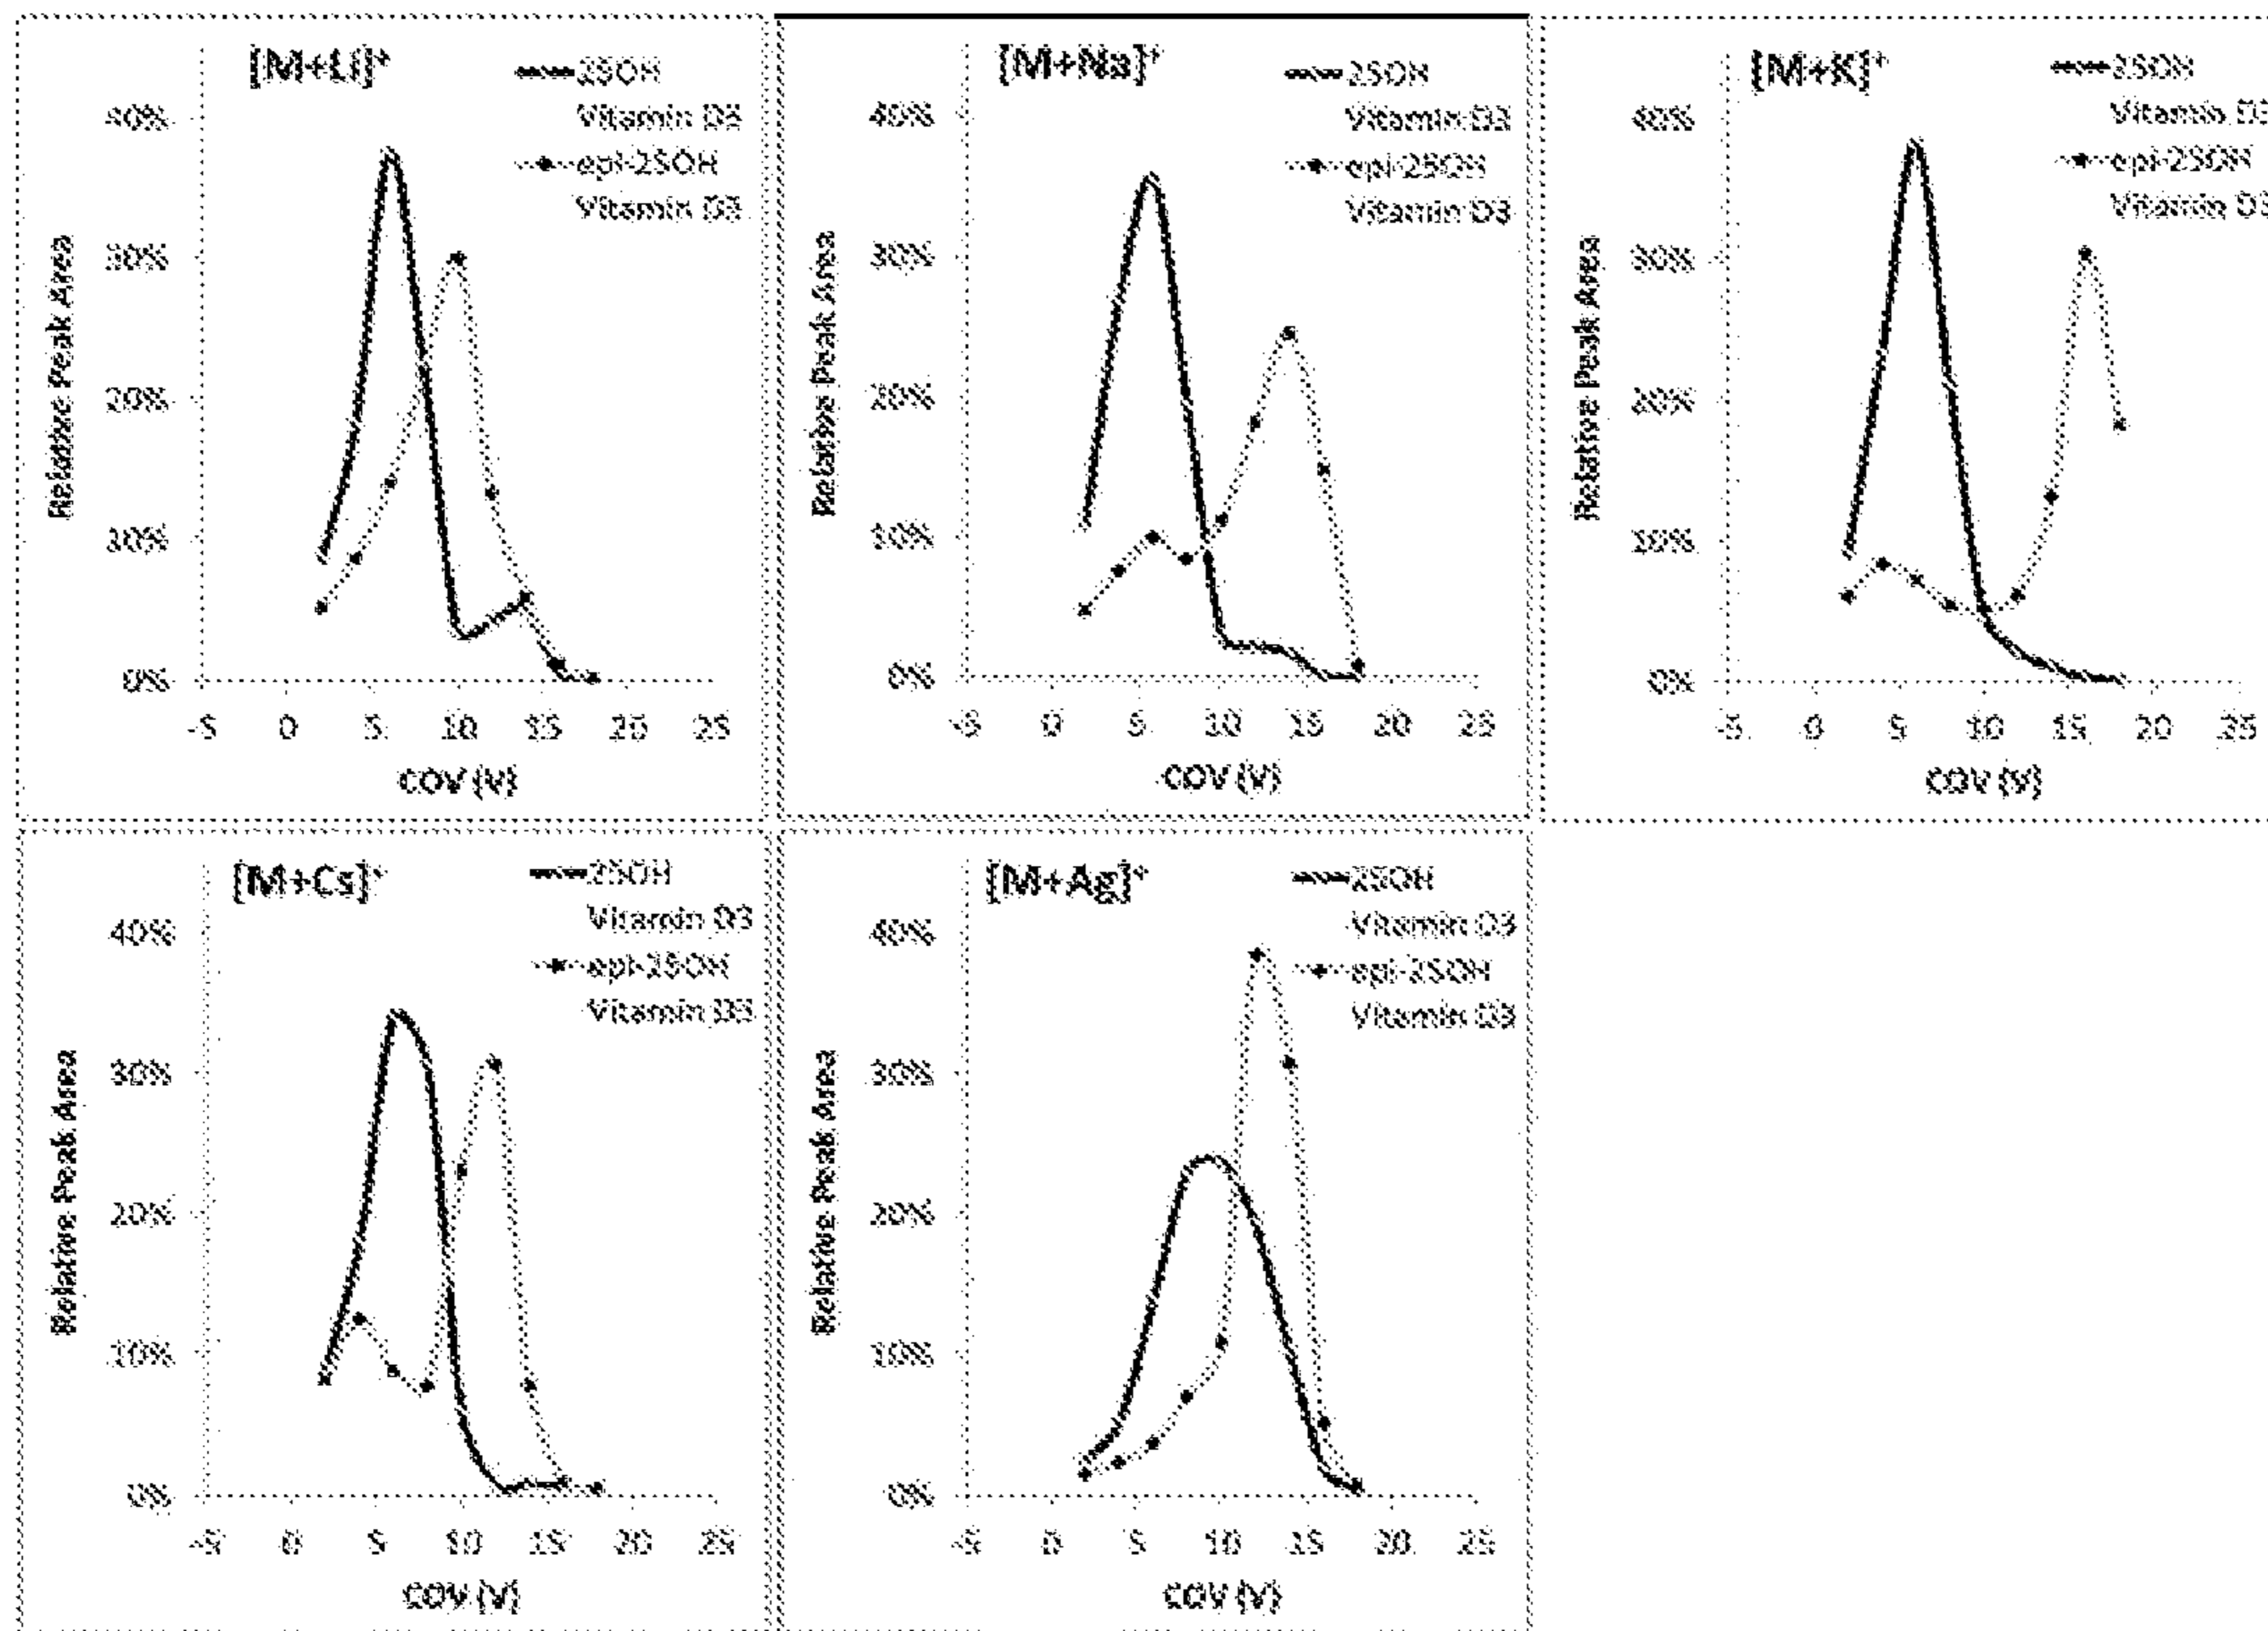 [M+Li]⁺
25OH
Vitamin D3
epi-25OH
Vitamin D3
40%
30%
20%
10%
0%
Relative Peak Area
-5 0 5 10 15 20 25
COV (V)
[M+Na]⁺
25OH
Vitamin D3
epi-25OH
Vitamin D3
40%
30%
20%
10%
0%
Relative Peak Area
-5 0 5 10 15 20 25
COV (V)
[M+K]⁺
25OH
Vitamin D3
epi-25OH
Vitamin D3
40%
30%
20%
10%
0%
Relative Peak Area
-5 0 5 10 15 20 25
COV (V)
[M+Cs]⁺
25OH
Vitamin D3
epi-25OH
Vitamin D3
40%
30%
20%
10%
0%
Relative Peak Area
-5 0 5 10 15 20 25
COV (V)
[M+Ag]⁺
25OH
Vitamin D3
epi-25OH
Vitamin D3
40%
30%
20%
10%
0%
Relative Peak Area
-5 0 5 10 15 20 25
COV (V)